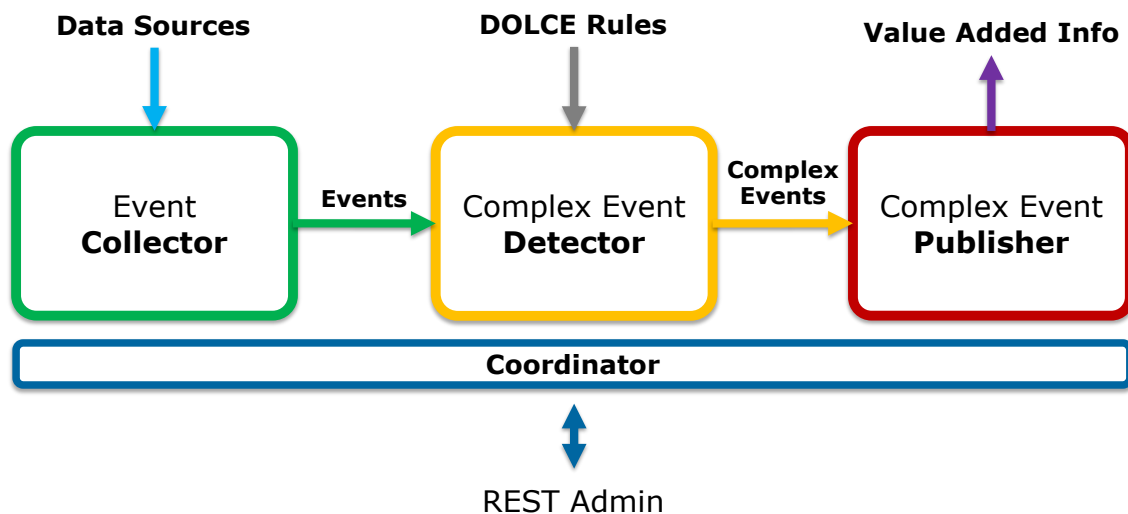 Data Sources
DOLCE Rules
Value Added Info
Event
Collector
Events
Complex Event
Detector
Complex
Events
Complex Event
Publisher
Coordinator
REST Admin